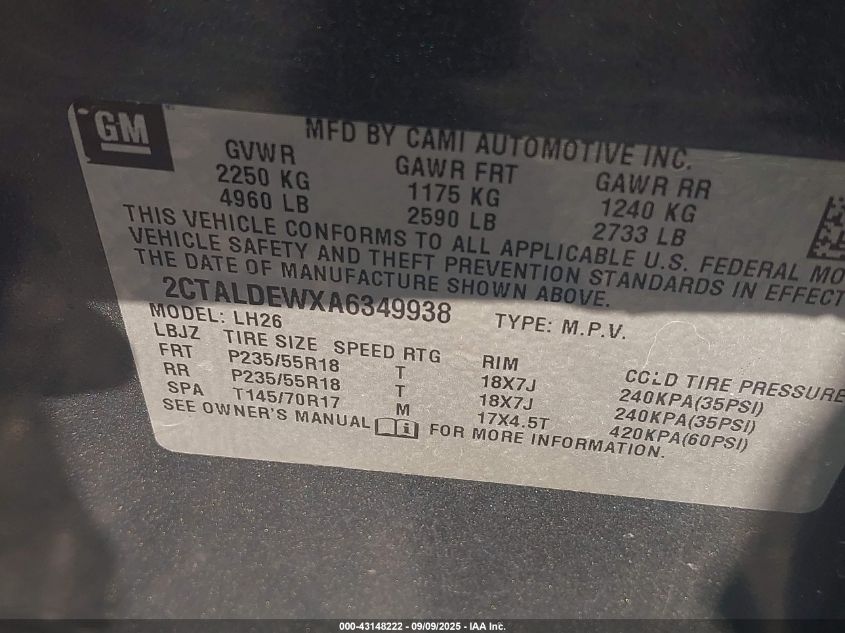 GM
MFD BY CAMI AUTOMOTIVE INC.
GVWR GAWR FRT GAWR RR
2250 KG 1175 KG 1240 KG
4960 LB 2590 LB 2733 LB
THIS VEHICLE CONFORMS TO ALL APPLICABLE U.S. FEDERAL MO
VEHICLE SAFETY AND THEFT PREVENTION STANDARDS IN EFFECT
THE DATE OF MANUFACTURE SHOWN ABOVE.
2CTALDEWXA6349938 TYPE: M.P.V.
MODEL: LH26
LBJZ TIRE SIZE SPEED RTG RIM COLD TIRE PRESSURE
FRT P235/55R18 T 18X7J 240KPA(35PSI)
RR P235/55R18 T 18X7J 240KPA(35PSI)
SPA T145/70R17 M 17X4.5T 420KPA(60PSI)
SEE OWNER'S MANUAL i FOR MORE INFORMATION.
000-43148222 - 09/09/2025 - IAA Inc.